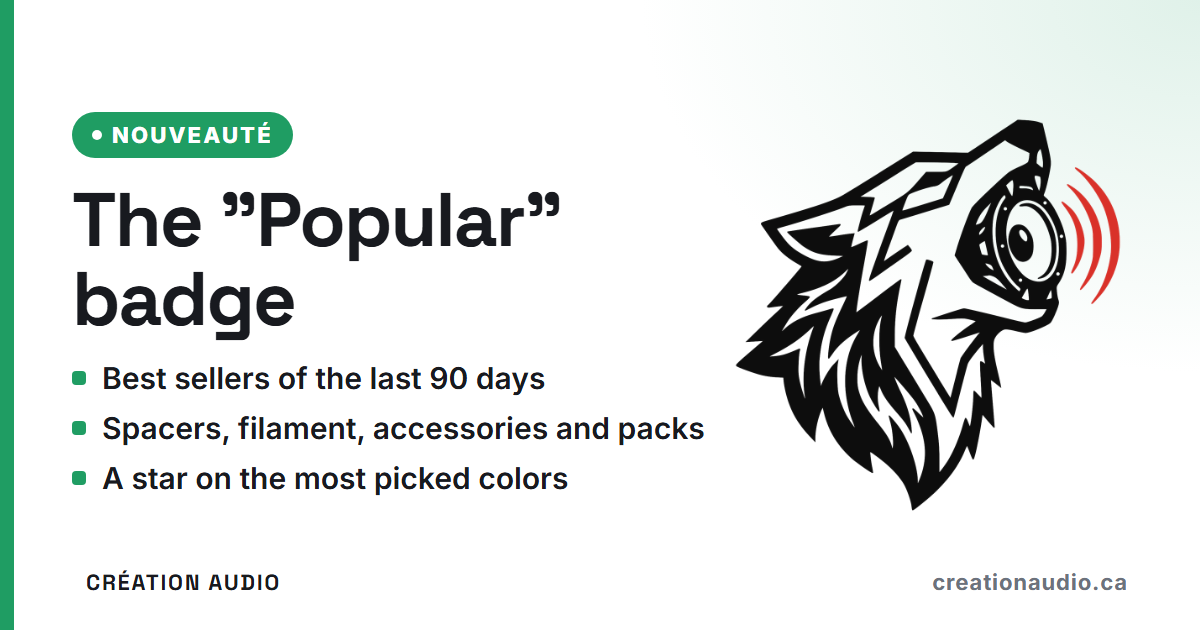 NOUVEAUTÉ
The ”Popular”
badge
Best sellers of the last 90 days
Spacers, filament, accessories and packs
A star on the most picked colors
CRÉATION AUDIO
creationaudio.ca